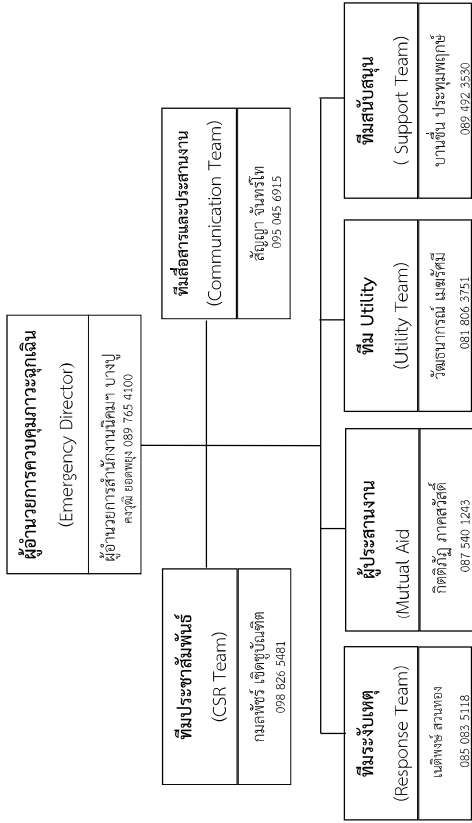 ผู้อำนวยการควบคุมภาวะฉุกเฉิน
(Emergency Director)
ผู้อำนวยการสำนักงานนิคมฯ บางปู
คงวุฒิ ยอดพยุง 089 765 4100
ทีมประชาสัมพันธ์
(CSR Team)
กมลพัชร์ เชิดชูบัณฑิต
098 826 5481
ทีมสื่อสารและประสานงาน
(Communication Team)
สัญญา จันทร์โท
095 045 6915
ทีมระงับเหตุ
(Response Team)
เนติพงษ์ สวนทอง
085 083 5118
ผู้ประสานงาน
(Mutual Aid)
กิตติภัฏ ภาคสวัสดิ์
087 540 1243
ทีม Utility
(Utility Team)
วัฒธนากรณ์ เมฆรัศมี
081 806 3751
ทีมสนับสนุน
( Support Team)
บานชื่น ประทุมพฤกษ์
089 492 3530